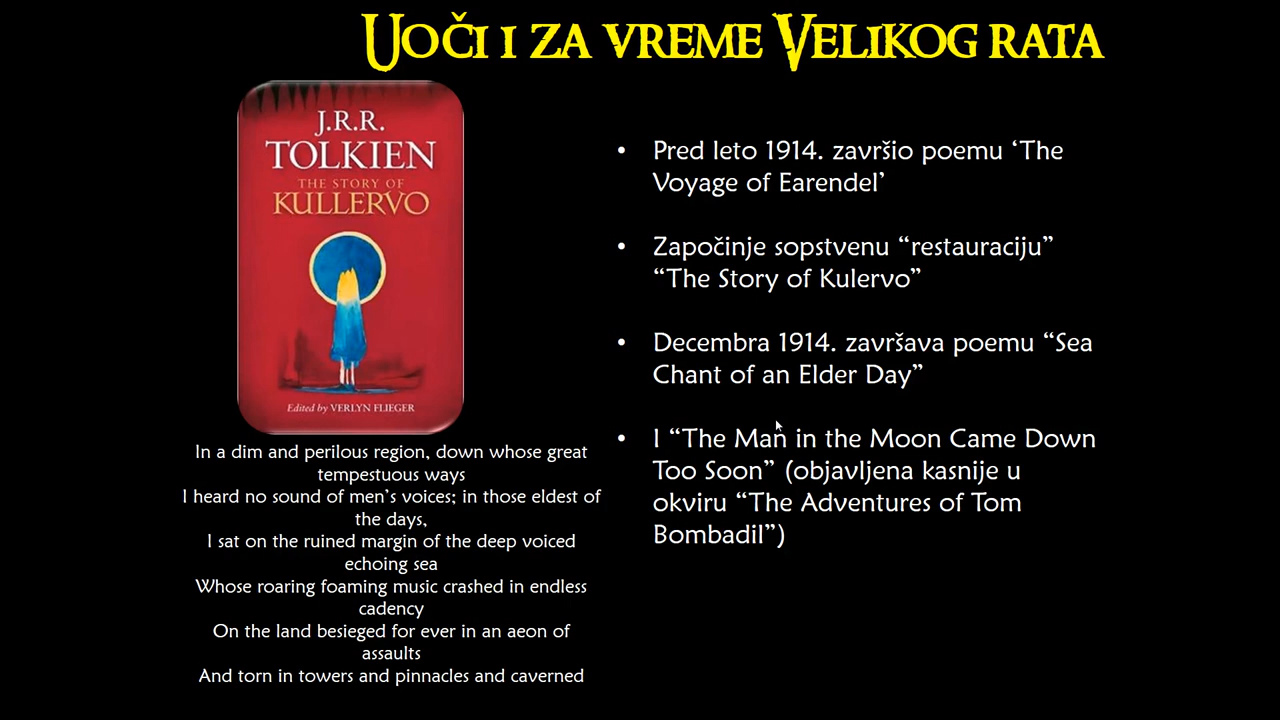 Uoči i za vreme Velikog rata
J.R.R.
TOLKIEN
THE STORY OF
KULLERVO
Edited by VERLYN FLIEGER
In a dim and perilous region, down whose great
tempestuous ways
I heard no sound of men’s voices; in those eldest of
the days,
I sat on the ruined margin of the deep voiced
echoing sea
Whose roaring foaming music crashed in endless
cadency
On the land besieged for ever in an aeon of
assaults
And torn in towers and pinnacles and caverned
• Pred leto 1914. završio poemu ‘The
Voyage of Earendel’
• Započinje sopstvenu “restauraciju”
“The Story of Kulervo”
• Decembra 1914. završava poemu “Sea
Chant of an Elder Day”
• I “The Man in the Moon Came Down
Too Soon” (objavljena kasnije u
okviru “The Adventures of Tom
Bombadil”)